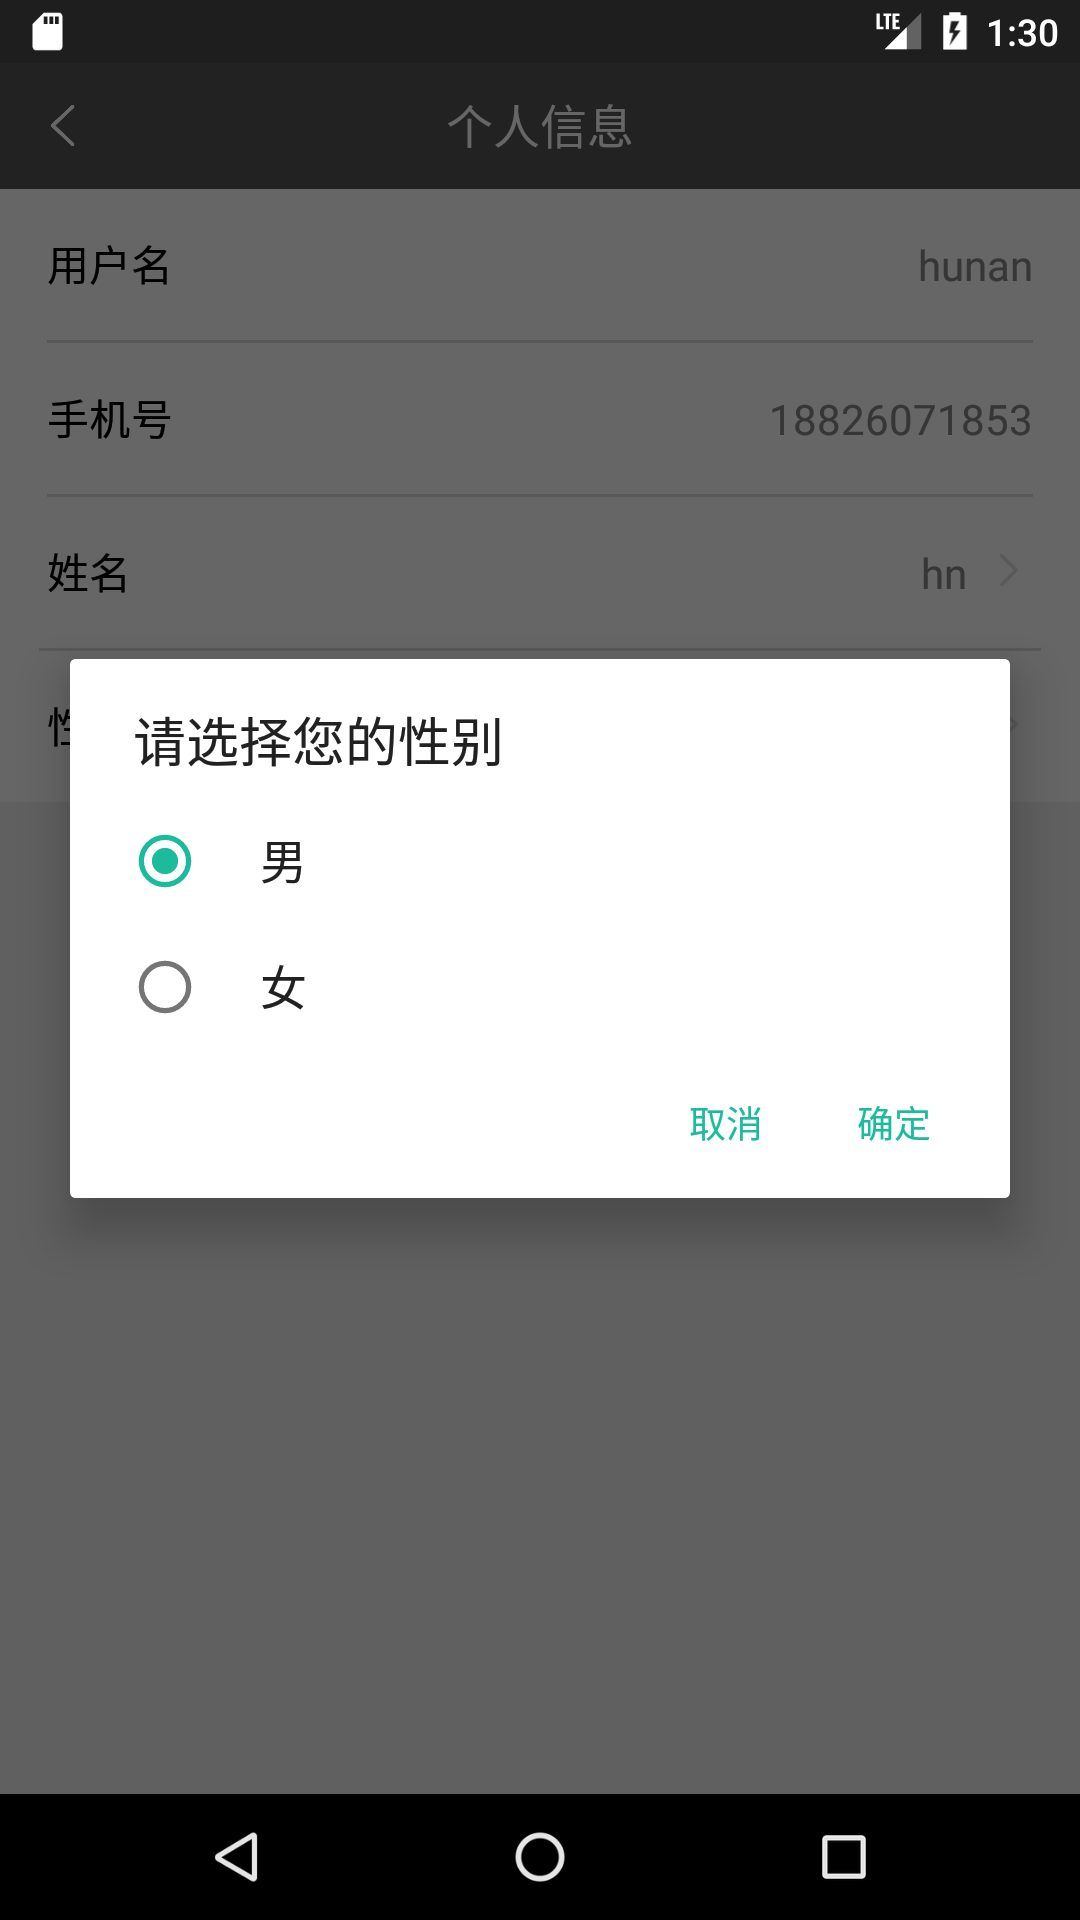 LTE 1:30
个人信息
用户名 hunan
手机号 18826071853
姓名 hn
请选择您的性别
男
女
取消 确定